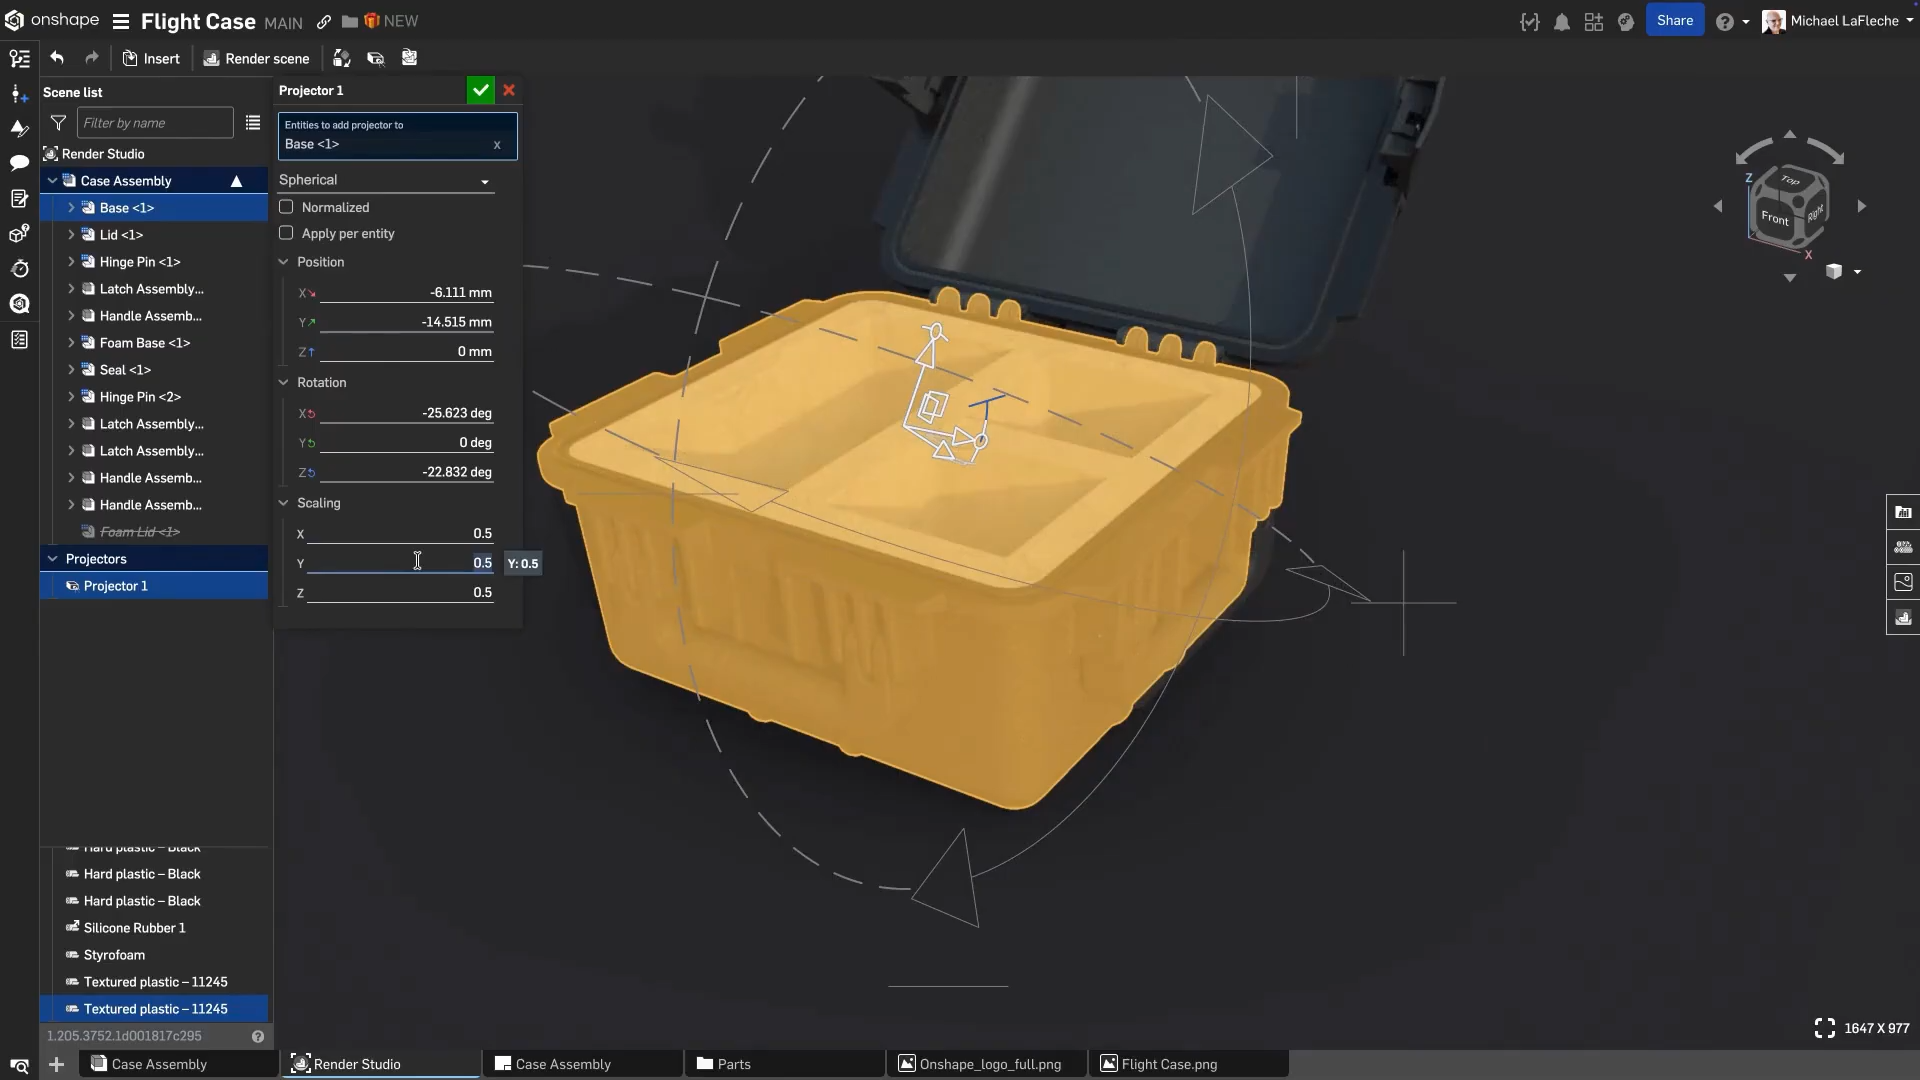 onshape
Flight Case MAIN
NEW
Share
Michael LaFleche
Insert
Render scene
Scene list
Filter by name
Render Studio
Case Assembly
Base <1>
Lid <1>
Hinge Pin <1>
Latch Assembly...
Handle Assemb...
Foam Base <1>
Seal <1>
Hinge Pin <2>
Latch Assembly...
Latch Assembly...
Handle Assemb...
Handle Assemb...
Foam Lid <1>
Projectors
Projector 1
Hard plastic – Black
Hard plastic – Black
Hard plastic – Black
Silicone Rubber 1
Styrofoam
Textured plastic – 11245
Textured plastic – 11245
1.205.3752.1d001817c295
Projector 1
Entities to add projector to
Base <1> x
Spherical
Normalized
Apply per entity
Position
X -6.111 mm
Y -14.515 mm
Z 0 mm
Rotation
X -25.623 deg
Y 0 deg
Z -22.832 deg
Scaling
X 0.5
Y 0.5
Y: 0.5
Z 0.5
Top
Front
Right
Z
X
1647 X 977
Case Assembly
Render Studio
Case Assembly
Parts
Onshape_logo_full.png
Flight Case.png